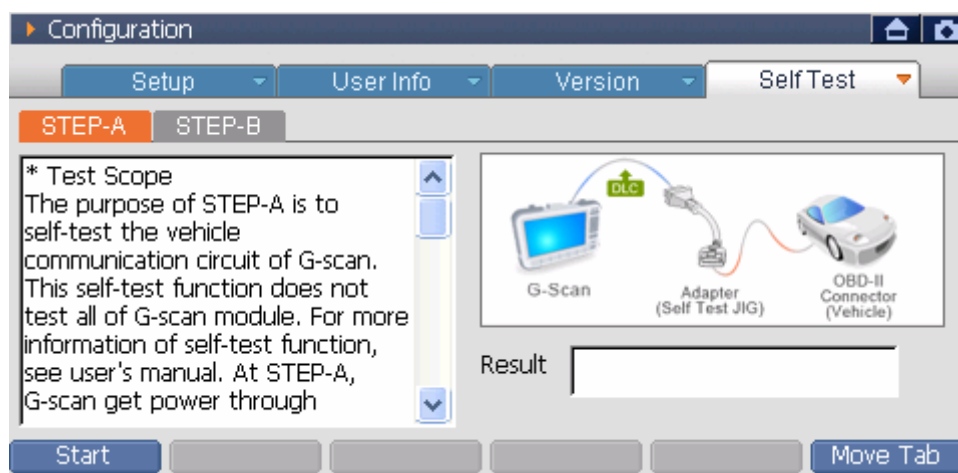 Configuration
Setup
User Info
Version
Self Test
STEP-A
STEP-B
* Test Scope
The purpose of STEP-A is to
self-test the vehicle
communication circuit of G-scan.
This self-test function does not
test all of G-scan module. For more
information of self-test function,
see user's manual. At STEP-A,
G-scan get power through
DLC
G-Scan
Adapter
(Self Test JIG)
OBD-II
Connector
(Vehicle)
Result
Start
Move Tab